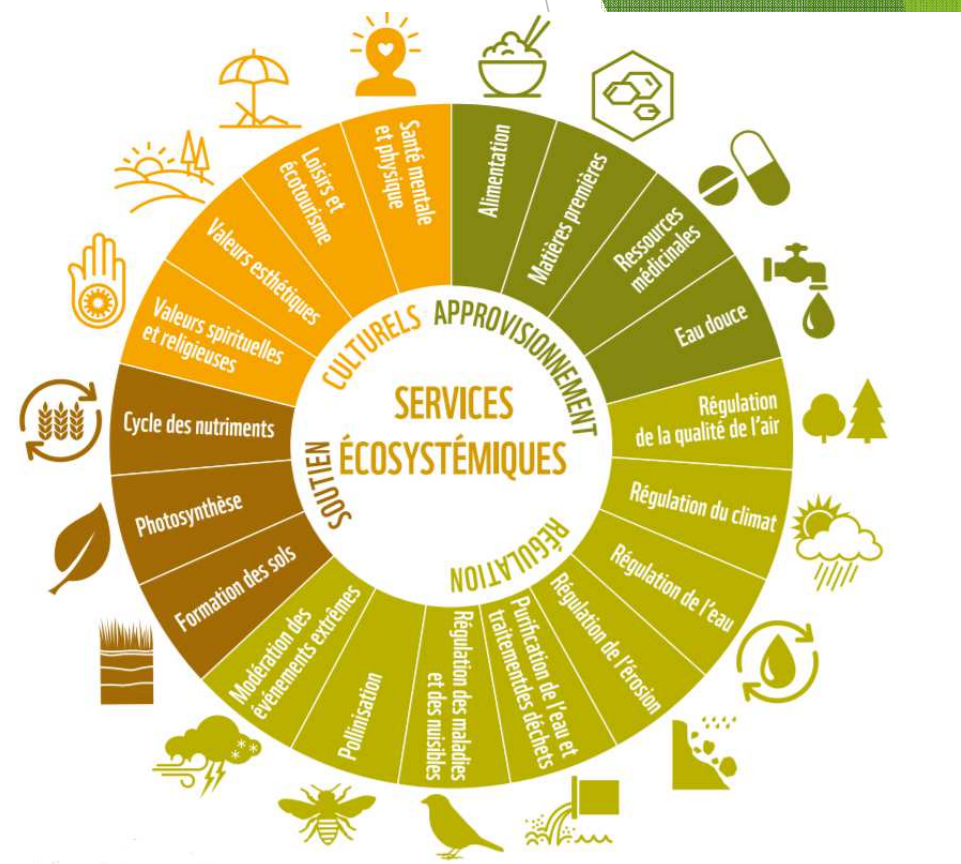 SERVICES
ÉCOSYSTÉMIQUES
CULTURELS
APPROVISIONNEMENT
RÉGULATION
SOUTIEN
Alimentation
Matières premières
Ressources
médicinales
Eau douce
Régulation
de la qualité de l'air
Régulation du climat
Régulation de l'eau
Régulation de l'érosion
Purification de l'eau et
traitementdes déchets
Régulation des maladies
et des nuisibles
Pollinisation
Modération des
événements extrêmes
Formation des sols
Photosynthèse
Cycle des nutriments
Valeurs spirituelles
et religieuses
Valeurs esthétiques
Loisirs et
écotourisme
Santé mentale
et physique